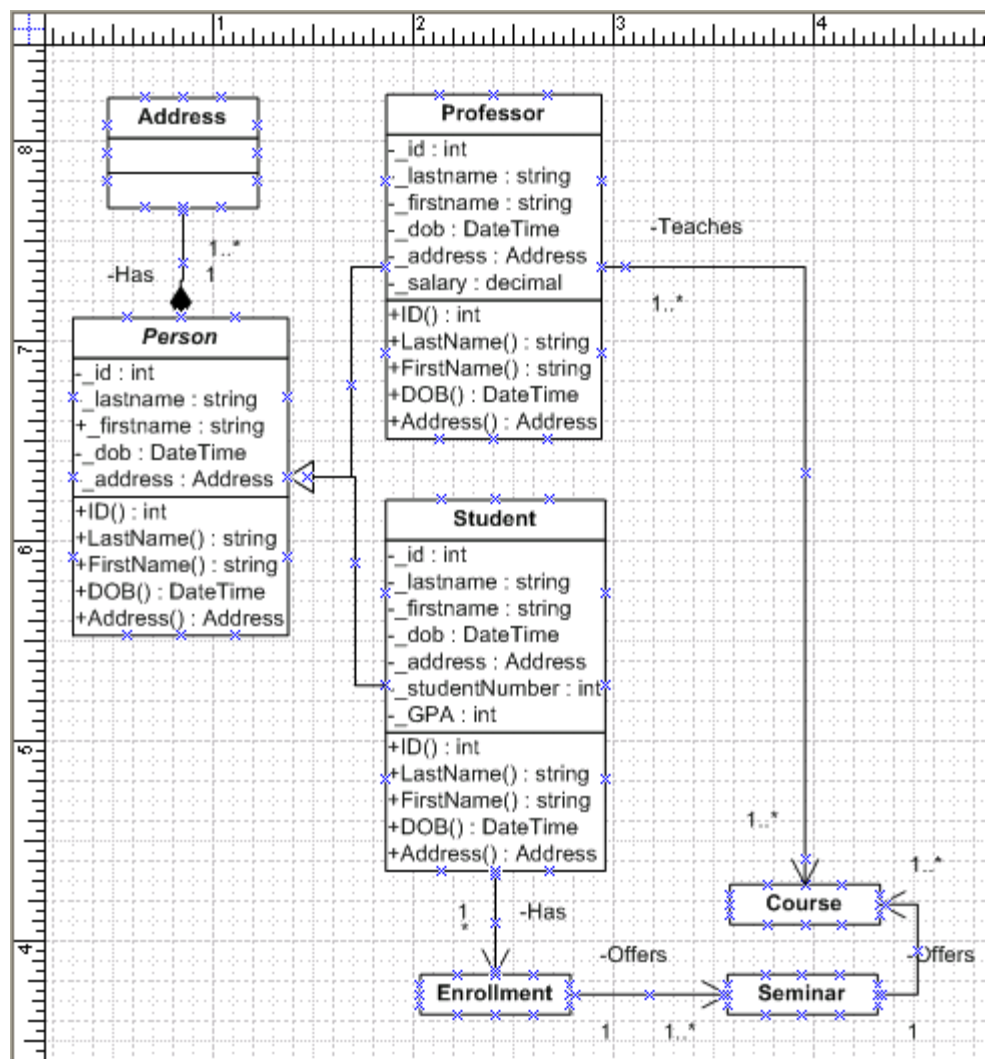 1
2
3
4
8
7
6
5
4
Address
-Has
1..*
1
Person
-_id : int
-_lastname : string
+_firstname : string
-_dob : DateTime
-_address : Address
+ID() : int
+LastName() : string
+FirstName() : string
+DOB() : DateTime
+Address() : Address
Professor
-_id : int
-_lastname : string
-_firstname : string
-_dob : DateTime
-_address : Address
-_salary : decimal
+ID() : int
+LastName() : string
+FirstName() : string
+DOB() : DateTime
+Address() : Address
-Teaches
1..*
1..*
Student
-_id : int
-_lastname : string
-_firstname : string
-_dob : DateTime
-_address : Address
-_studentNumber : int
-_GPA : int
+ID() : int
+LastName() : string
+FirstName() : string
+DOB() : DateTime
+Address() : Address
1
*
-Has
Enrollment
-Offers
1
1..*
Seminar
1
-Offers
1..*
Course